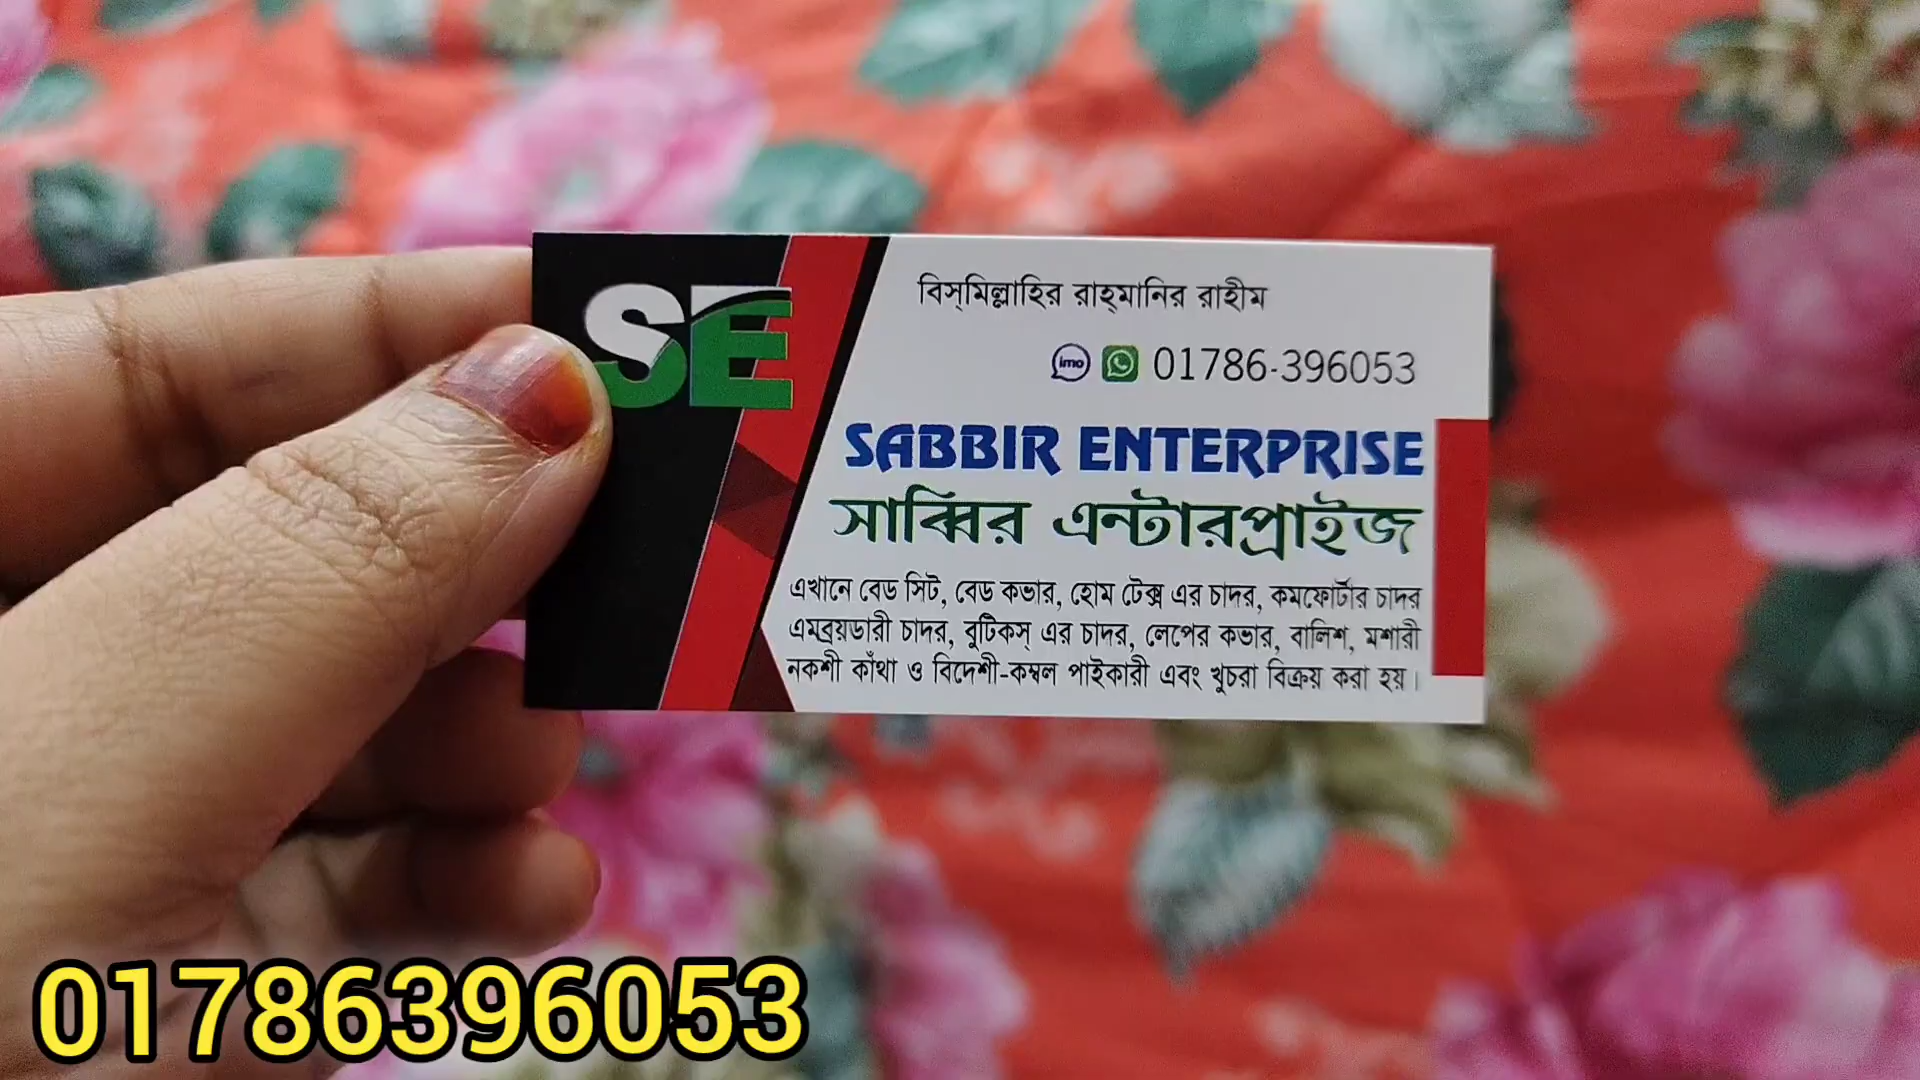 SE
বিস্‌মিল্লাহির রাহ্‌মানির রাহীম
imo 01786-396053
SABBIR ENTERPRISE
সাব্বির এন্টারপ্রাইজ
এখানে বেড সিট, বেড কভার, হোম টেক্স এর চাদর, কমফোর্টার চাদর
এমব্রয়ডারী চাদর, বুটিকস্ এর চাদর, লেপের কভার, বালিশ, মশারী
নকশী কাঁথা ও বিদেশী-কম্বল পাইকারী এবং খুচরা বিক্রয় করা হয়।
01786396053